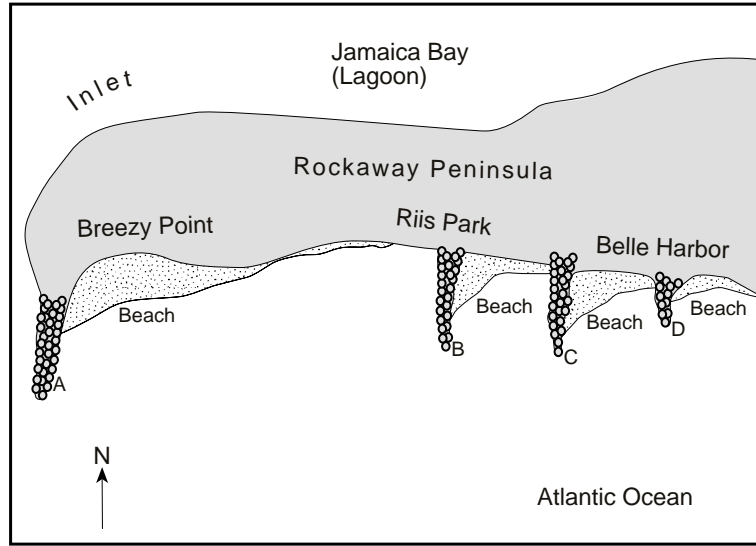 Jamaica Bay
(Lagoon)
Inlet
Rockaway Peninsula
Breezy Point
Riis Park
Belle Harbor
Beach
Beach
Beach
Beach
A
B
C
D
N
Atlantic Ocean